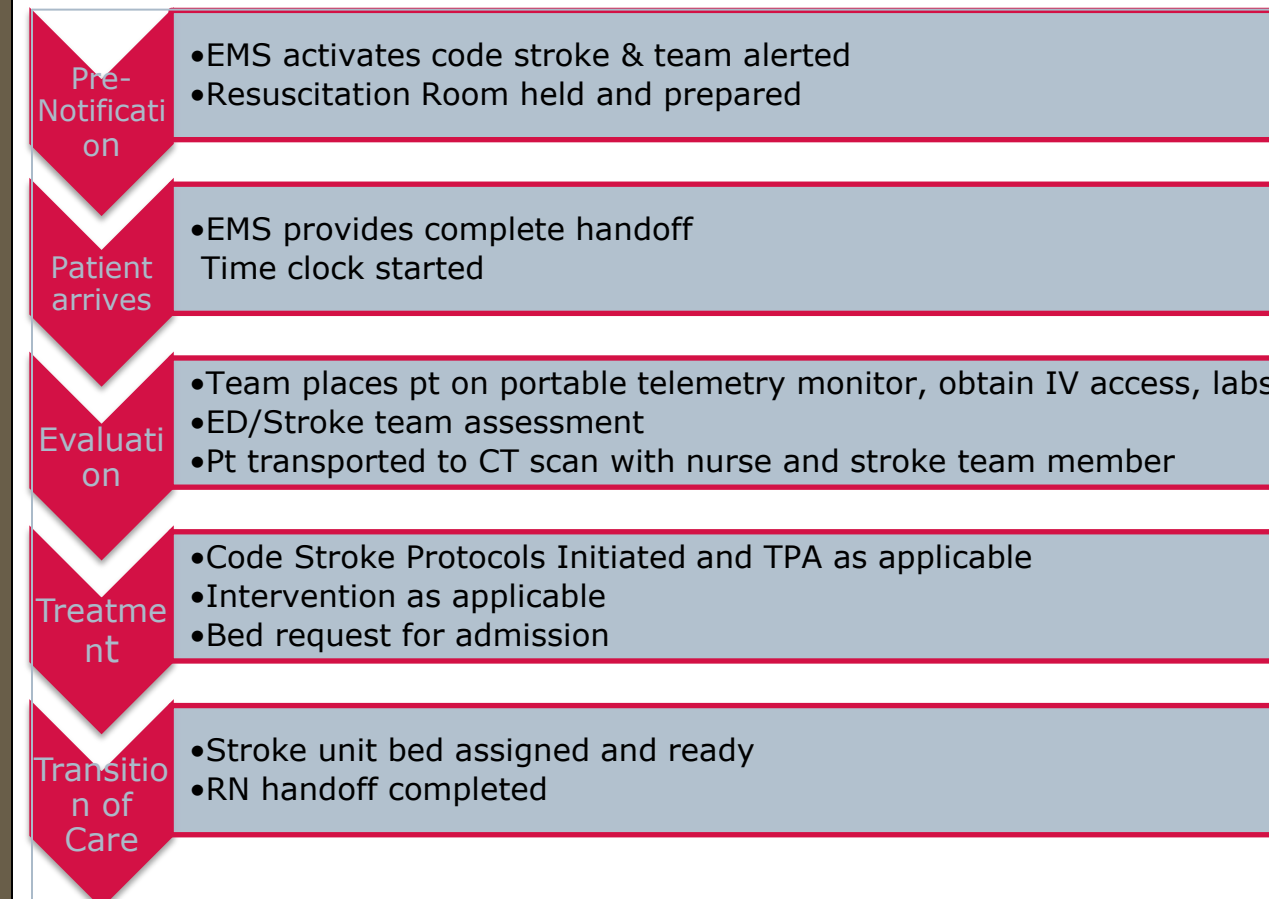 Pre-
Notificati
on
•EMS activates code stroke & team alerted
•Resuscitation Room held and prepared
Patient
arrives
•EMS provides complete handoff
Time clock started
Evaluati
on
•Team places pt on portable telemetry monitor, obtain IV access, labs
•ED/Stroke team assessment
•Pt transported to CT scan with nurse and stroke team member
Treatme
nt
•Code Stroke Protocols Initiated and TPA as applicable
•Intervention as applicable
•Bed request for admission
Transitio
n of
Care
•Stroke unit bed assigned and ready
•RN handoff completed